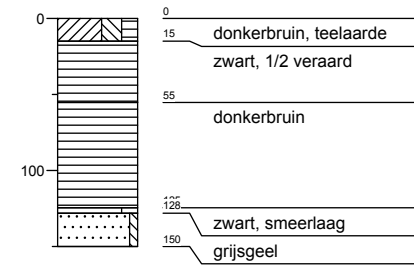 0
0
15
donkerbruin, teelaarde
zwart, 1/2 veraard
55
donkerbruin
100
128
zwart, smeerlaag
150
grijsgeel